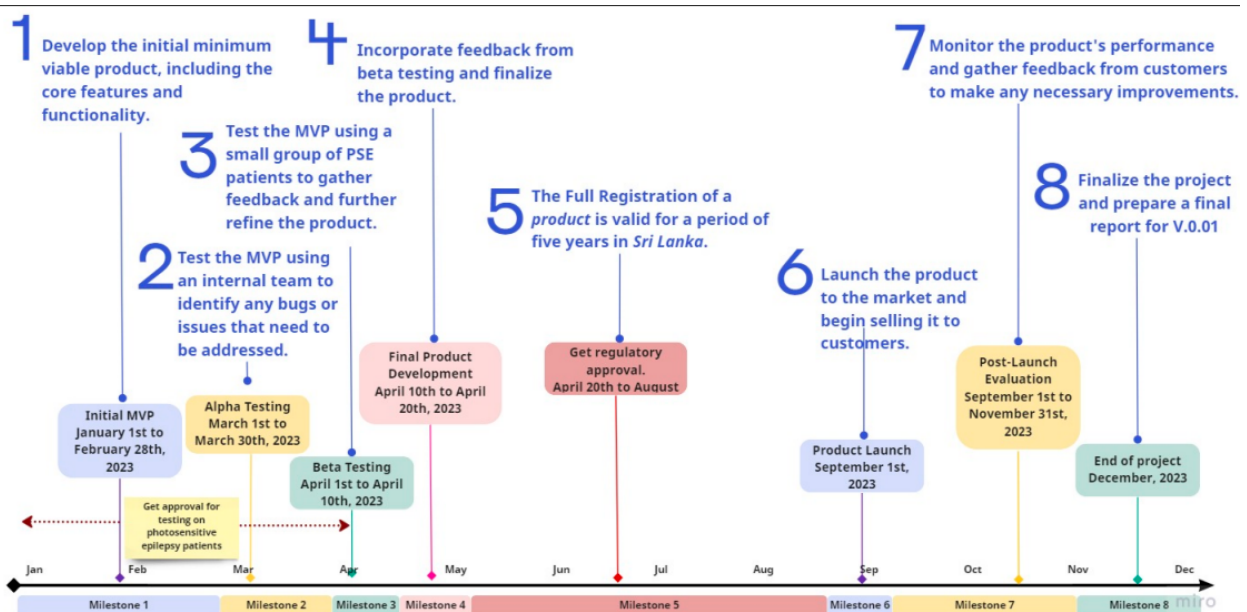 1
Develop the initial minimum
viable product, including the
core features and
functionality.
2
Test the MVP using
an internal team to
identify any bugs or
issues that need to
be addressed.
3
Test the MVP using a
small group of PSE
patients to gather
feedback and further
refine the product.
4
Incorporate feedback from
beta testing and finalize
the product.
5
The Full Registration of a
product is valid for a period of
five years in Sri Lanka.
6
Launch the product
to the market and
begin selling it to
customers.
7
Monitor the product's performance
and gather feedback from customers
to make any necessary improvements.
8
Finalize the project
and prepare a final
report for V.0.01
Initial MVP
January 1st to
February 28th,
2023
Alpha Testing
March 1st to
March 30th, 2023
Beta Testing
April 1st to April
10th, 2023
Final Product
Development
April 10th to April
20th, 2023
Get regulatory
approval.
April 20th to August
Product Launch
September 1st,
2023
Post-Launch
Evaluation
September 1st to
November 31st,
2023
End of project
December, 2023
Get approval for
testing on
photosensitive
epilepsy patients
Jan Feb Mar Apr May Jun Jul Aug Sep Oct Nov Dec
Milestone 1 Milestone 2 Milestone 3 Milestone 4 Milestone 5 Milestone 6 Milestone 7 Milestone 8
miro